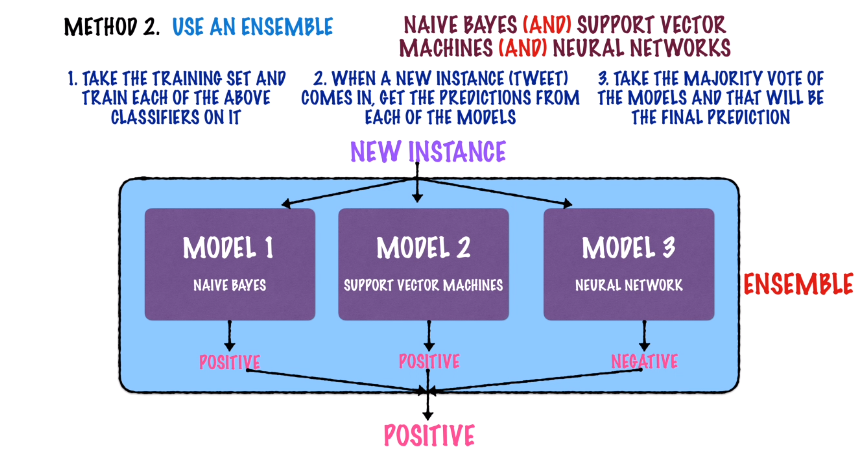 METHOD 2. USE AN ENSEMBLE
NAIVE BAYES (AND) SUPPORT VECTOR
MACHINES (AND) NEURAL NETWORKS
1. TAKE THE TRAINING SET AND
TRAIN EACH OF THE ABOVE
CLASSIFIERS ON IT
2. WHEN A NEW INSTANCE (TWEET)
COMES IN, GET THE PREDICTIONS FROM
EACH OF THE MODELS
3. TAKE THE MAJORITY VOTE OF
THE MODELS AND THAT WILL BE
THE FINAL PREDICTION
NEW INSTANCE
MODEL 1
NAIVE BAYES
MODEL 2
SUPPORT VECTOR MACHINES
MODEL 3
NEURAL NETWORK
ENSEMBLE
POSITIVE
POSITIVE
NEGATIVE
POSITIVE